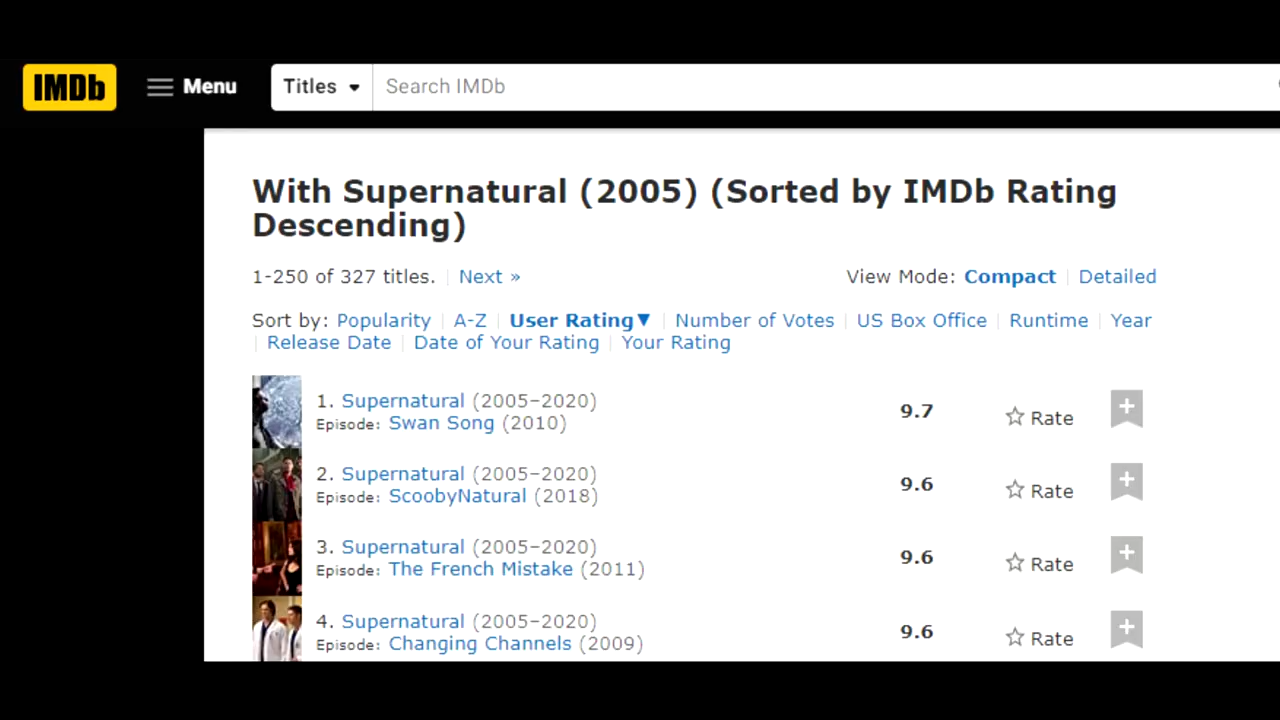 IMDb Menu Titles Search IMDb
With Supernatural (2005) (Sorted by IMDb Rating
Descending)
1-250 of 327 titles. | Next » View Mode: Compact | Detailed
Sort by: Popularity | A-Z | User Rating▼ | Number of Votes | US Box Office | Runtime | Year
| Release Date | Date of Your Rating | Your Rating
1. Supernatural (2005–2020)
Episode: Swan Song (2010)
9.7 Rate
2. Supernatural (2005–2020)
Episode: ScoobyNatural (2018)
9.6 Rate
3. Supernatural (2005–2020)
Episode: The French Mistake (2011)
9.6 Rate
4. Supernatural (2005–2020)
Episode: Changing Channels (2009)
9.6 Rate